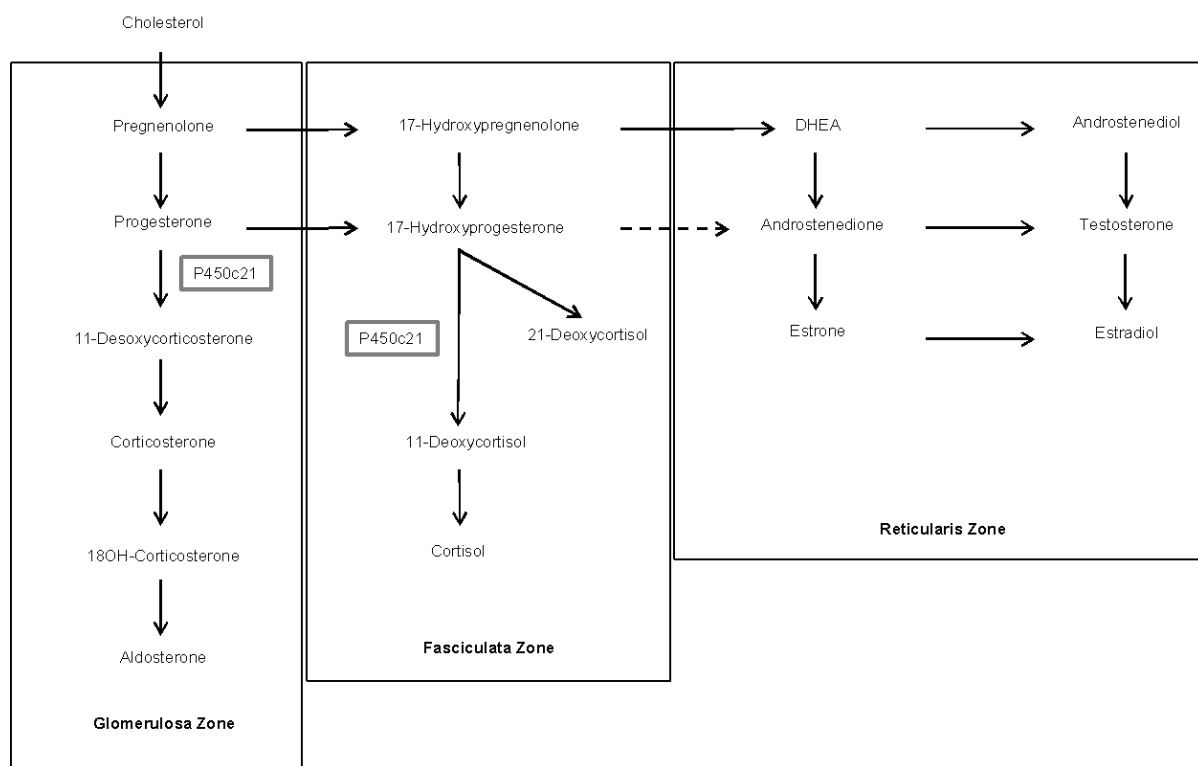 Cholesterol
Pregnenolone
17-Hydroxypregnenolone
DHEA
Androstenediol
Progesterone
17-Hydroxyprogesterone
Androstenedione
Testosterone
P450c21
11-Desoxycorticosterone
P450c21
21-Deoxycortisol
Estrone
Estradiol
Corticosterone
11-Deoxycortisol
Reticularis Zone
18OH-Corticosterone
Cortisol
Aldosterone
Fasciculata Zone
Glomerulosa Zone